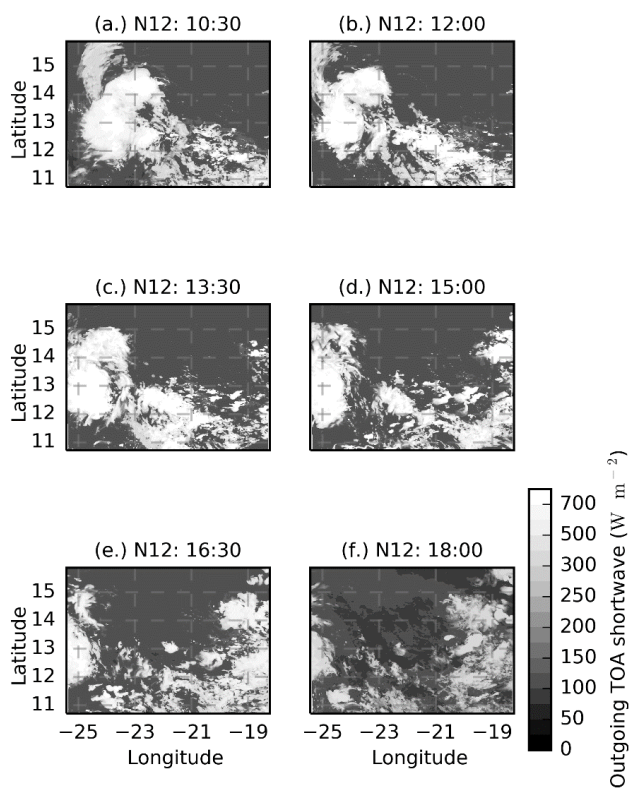 (a.) N12: 10:30
(b.) N12: 12:00
Latitude
15
14
13
12
11
(c.) N12: 13:30
(d.) N12: 15:00
Latitude
15
14
13
12
11
(e.) N12: 16:30
(f.) N12: 18:00
Latitude
15
14
13
12
11
−25 −23 −21 −19
−25 −23 −21 −19
Longitude
Longitude
700
500
300
250
200
150
100
50
0
Outgoing TOA shortwave (W m⁻²)